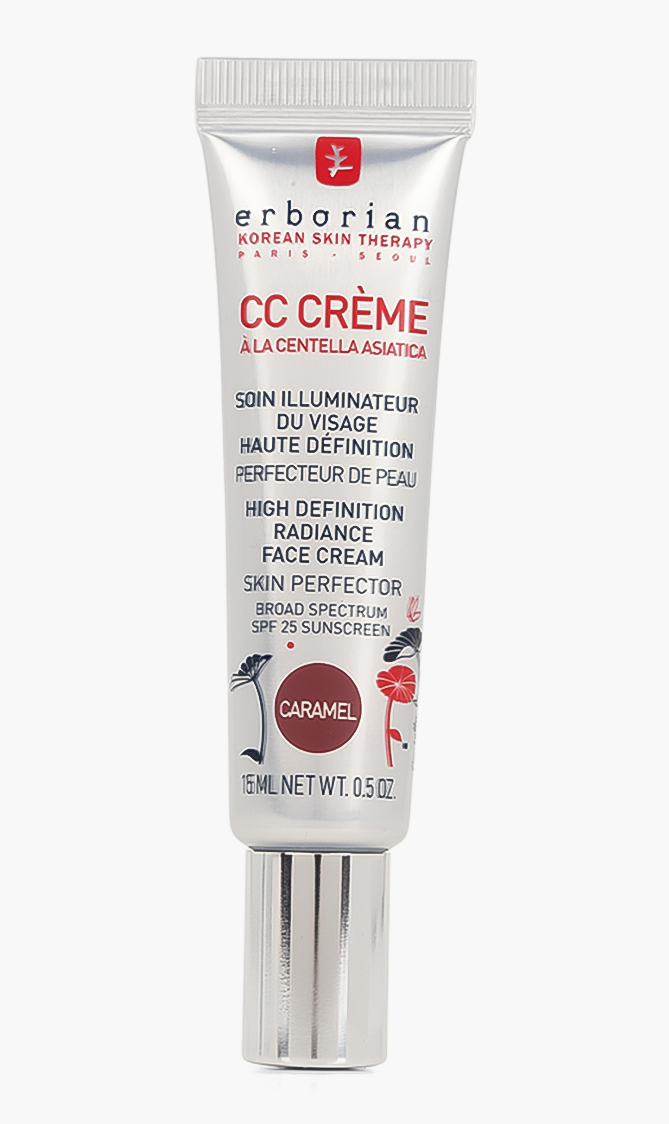 erborian
KOREAN SKIN THERAPY
PARIS - SEOUL
CC CRÈME
À LA CENTELLA ASIATICA
SOIN ILLUMINATEUR
DU VISAGE
HAUTE DÉFINITION
PERFECTEUR DE PEAU
HIGH DEFINITION
RADIANCE
FACE CREAM
SKIN PERFECTOR
BROAD SPECTRUM
SPF 25 SUNSCREEN
CARAMEL
15 ML NET WT. 0.5 OZ.